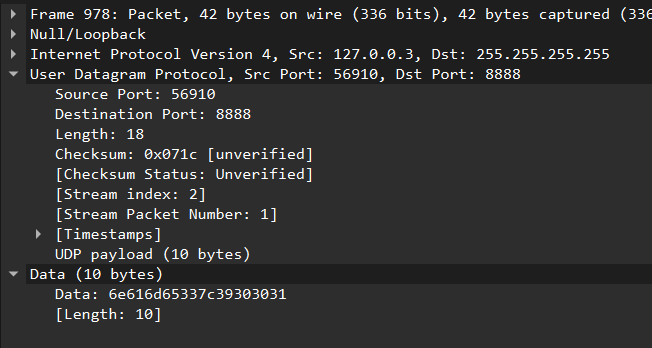 Frame 978: Packet, 42 bytes on wire (336 bits), 42 bytes captured (336
Null/Loopback
Internet Protocol Version 4, Src: 127.0.0.3, Dst: 255.255.255.255
User Datagram Protocol, Src Port: 56910, Dst Port: 8888
Source Port: 56910
Destination Port: 8888
Length: 18
Checksum: 0x071c [unverified]
[Checksum Status: Unverified]
[Stream index: 2]
[Stream Packet Number: 1]
[Timestamps]
UDP payload (10 bytes)
Data (10 bytes)
Data: 6e616d65337c39303031
[Length: 10]